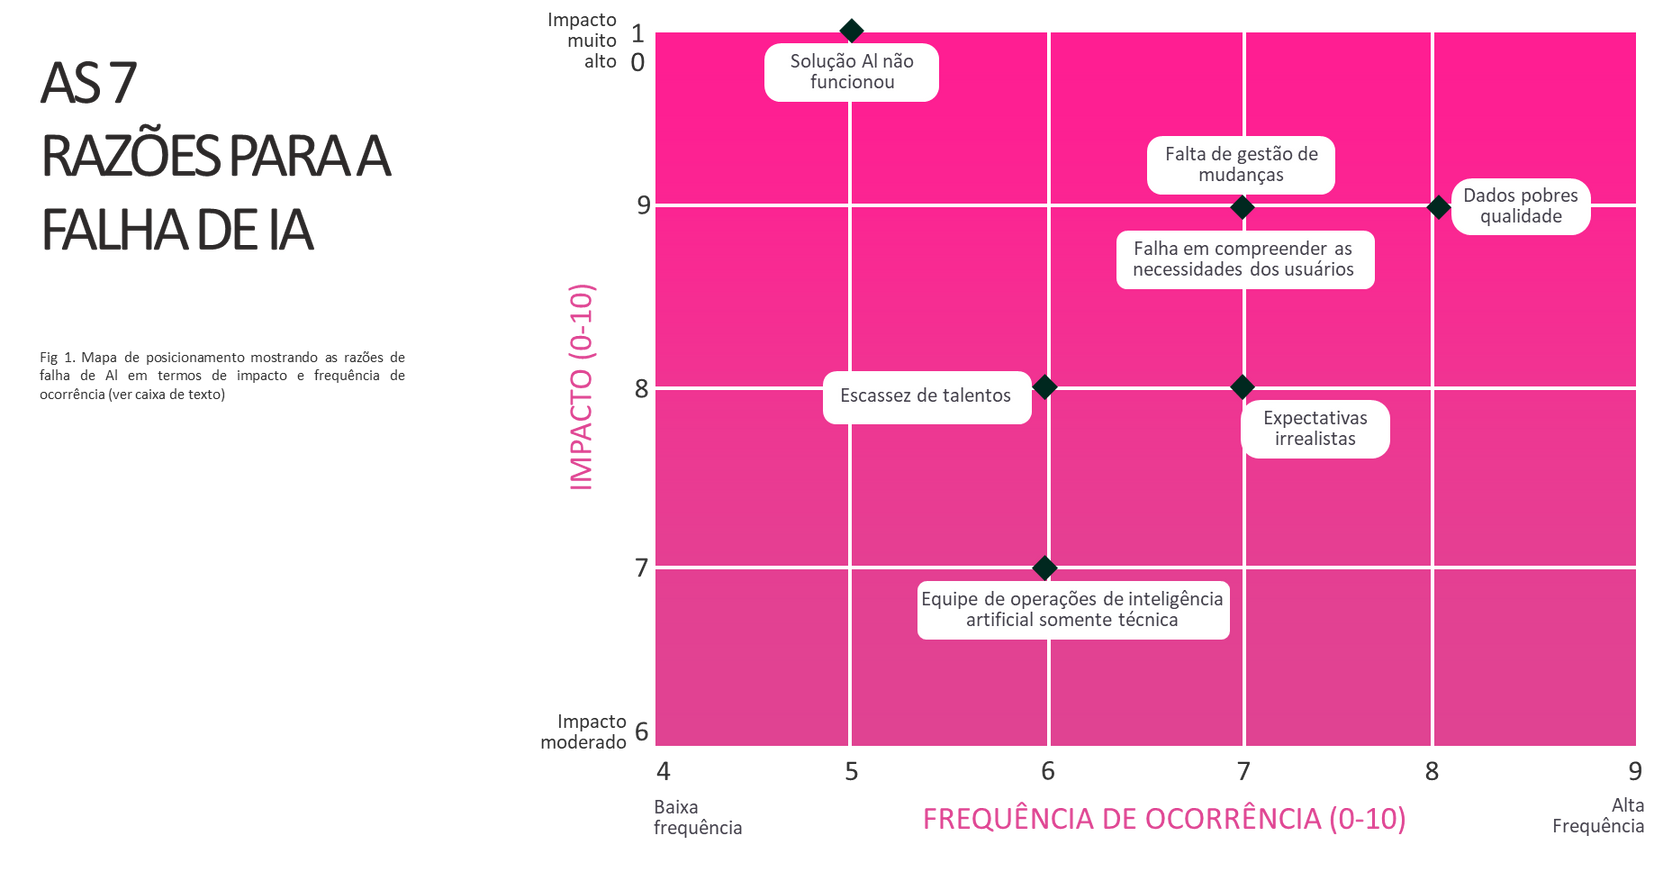 AS 7
RAZÕES PARA A
FALHA DE IA
Fig 1. Mapa de posicionamento mostrando as razões de
falha de Al em termos de impacto e frequência de
ocorrência (ver caixa de texto)
Impacto
muito
alto
1
0
9
8
7
6
Impacto
moderado
IMPACTO (0-10)
Solução Al não
funcionou
Falta de gestão de
mudanças
Dados pobres
qualidade
Falha em compreender as
necessidades dos usuários
Escassez de talentos
Expectativas
irrealistas
Equipe de operações de inteligência
artificial somente técnica
4
5
6
7
8
9
Baixa
frequência
FREQUÊNCIA DE OCORRÊNCIA (0-10)
Alta
Frequência